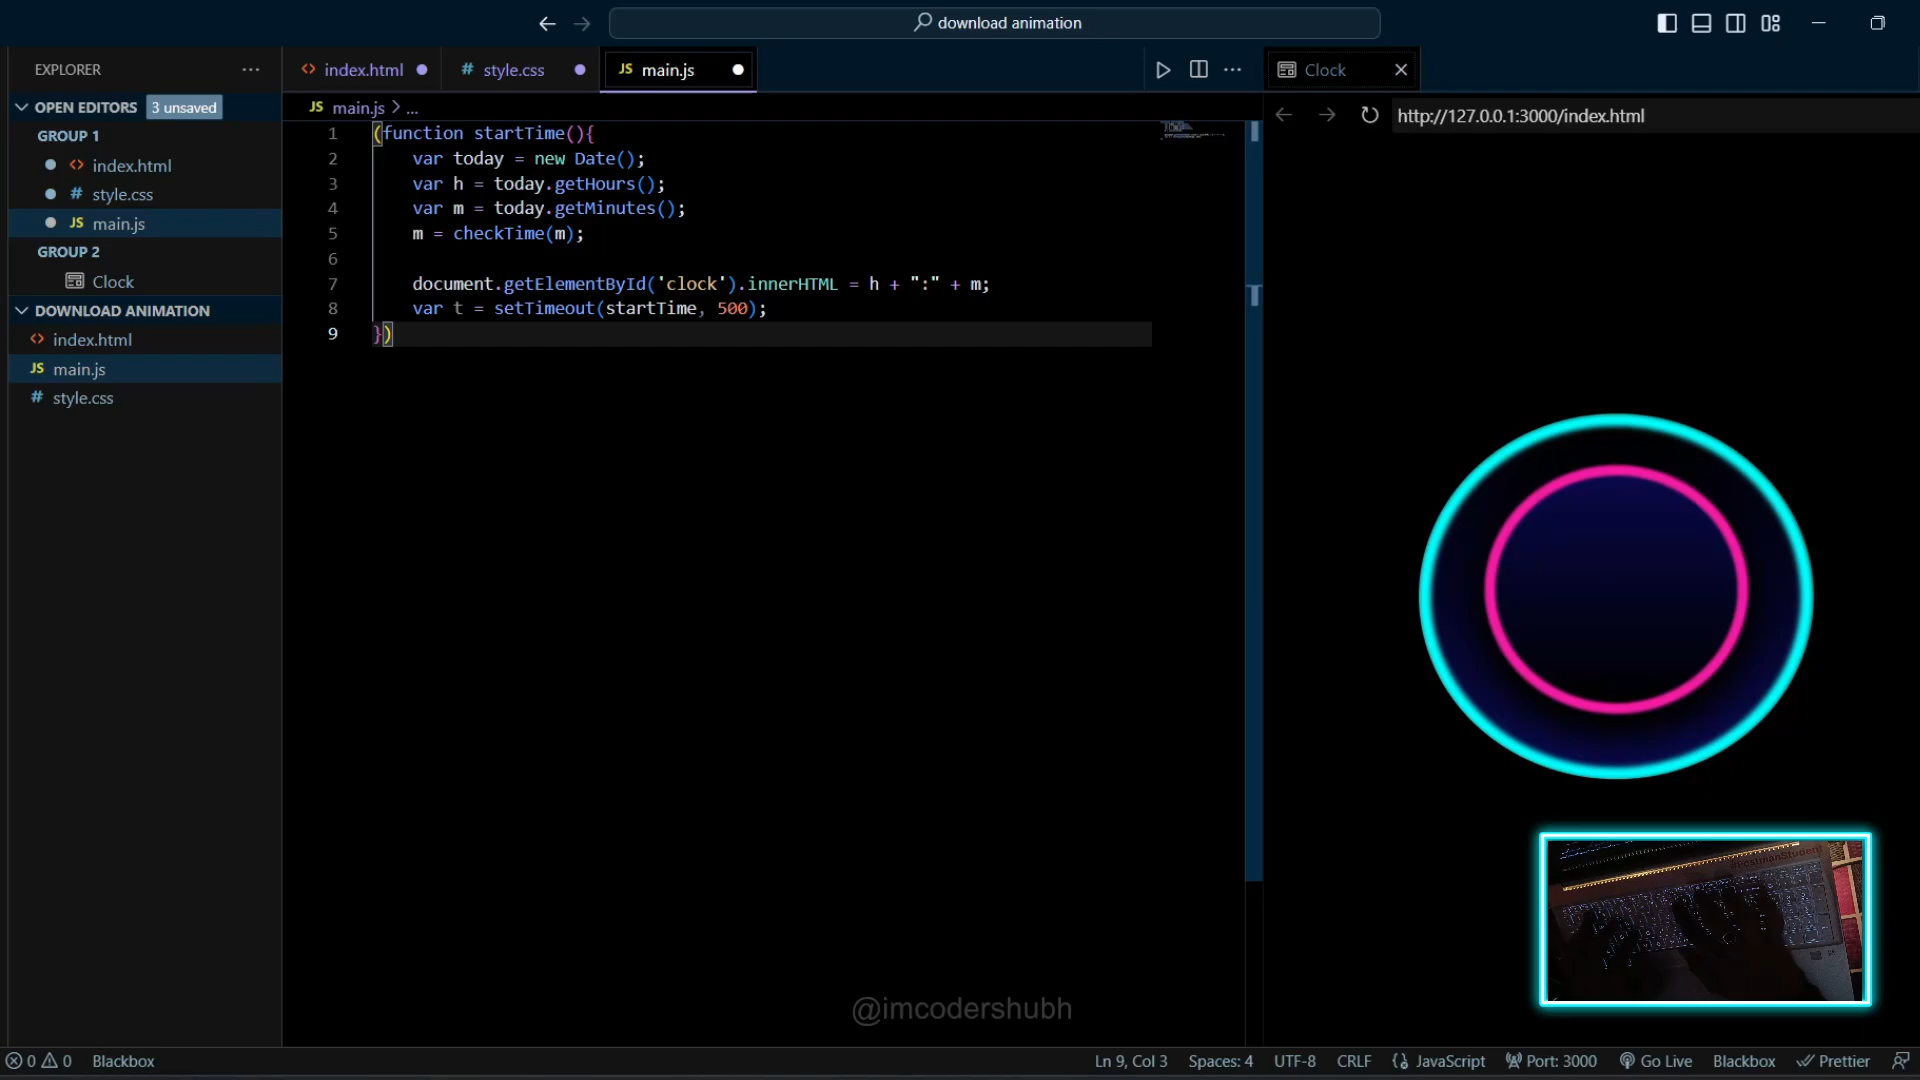 download animation
EXPLORER
index.html
style.css
main.js
Clock
OPEN EDITORS 3 unsaved
GROUP 1
index.html
style.css
main.js
GROUP 2
Clock
DOWNLOAD ANIMATION
index.html
main.js
style.css
main.js > ...
http://127.0.0.1:3000/index.html
1 (function startTime(){
2 var today = new Date();
3 var h = today.getHours();
4 var m = today.getMinutes();
5 m = checkTime(m);
6
7 document.getElementById('clock').innerHTML = h + ":" + m;
8 var t = setTimeout(startTime, 500);
9 })
@imcodershubh
0 0 Blackbox
Ln 9, Col 3 Spaces: 4 UTF-8 CRLF JavaScript Port: 3000 Go Live Blackbox Prettier